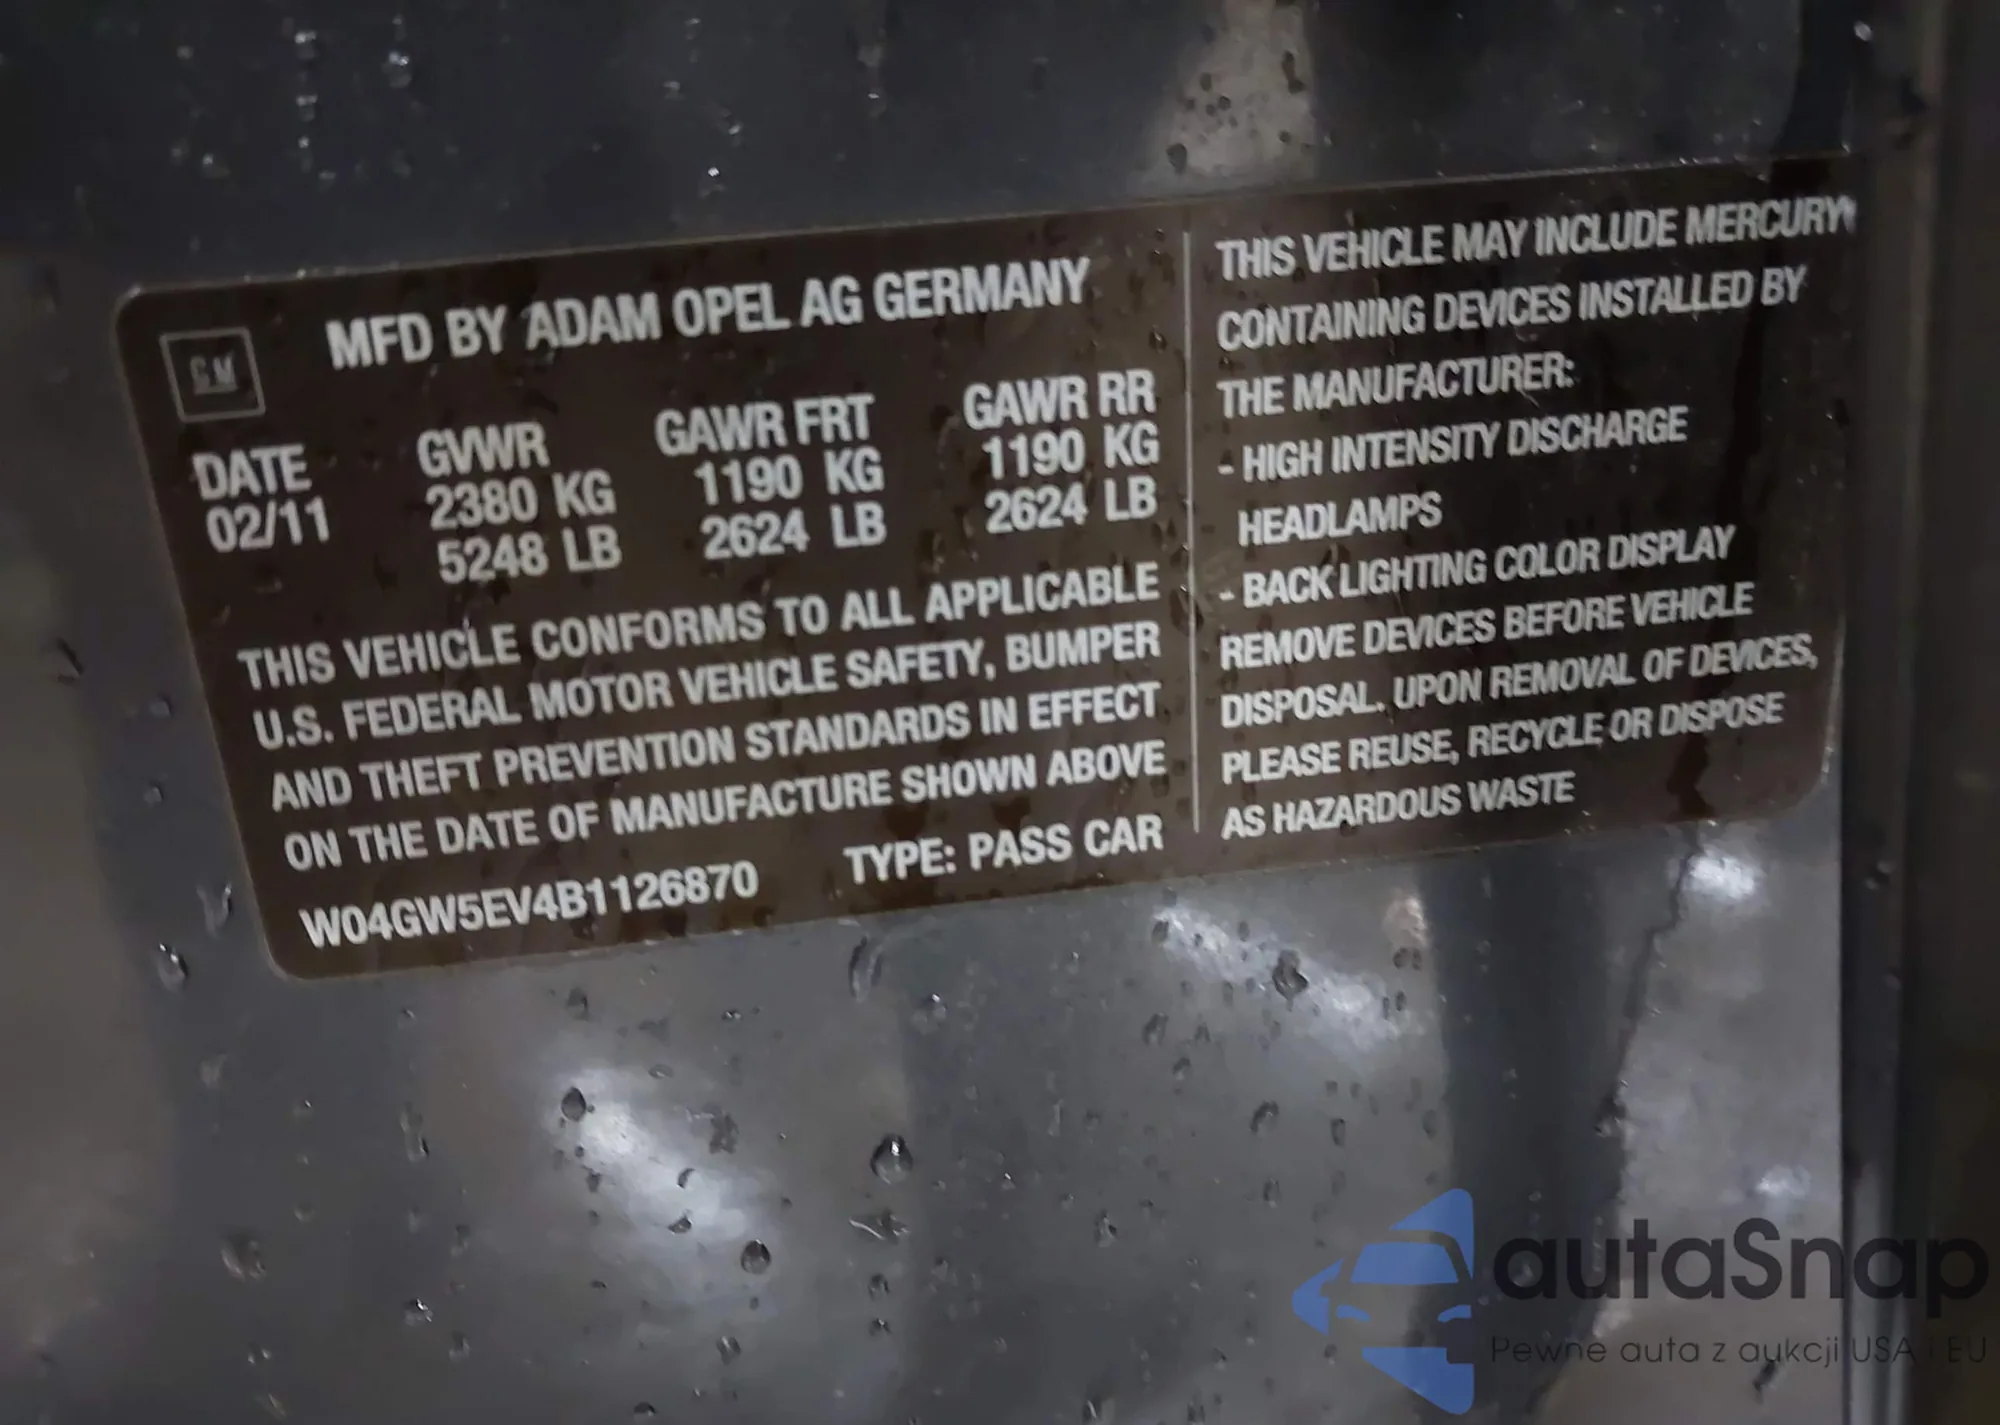 GM
MFD BY ADAM OPEL AG GERMANY
DATE GVWR GAWR FRT GAWR RR
02/11 2380 KG 1190 KG 1190 KG
5248 LB 2624 LB 2624 LB
THIS VEHICLE CONFORMS TO ALL APPLICABLE
U.S. FEDERAL MOTOR VEHICLE SAFETY, BUMPER
AND THEFT PREVENTION STANDARDS IN EFFECT
ON THE DATE OF MANUFACTURE SHOWN ABOVE
W04GW5EV4B1126870 TYPE: PASS CAR
THIS VEHICLE MAY INCLUDE MERCURY
CONTAINING DEVICES INSTALLED BY
THE MANUFACTURER:
- HIGH INTENSITY DISCHARGE
HEADLAMPS
- BACK LIGHTING COLOR DISPLAY
REMOVE DEVICES BEFORE VEHICLE
DISPOSAL. UPON REMOVAL OF DEVICES,
PLEASE REUSE, RECYCLE OR DISPOSE
AS HAZARDOUS WASTE
autaSnap
Pewne auta z aukcji USA i EU